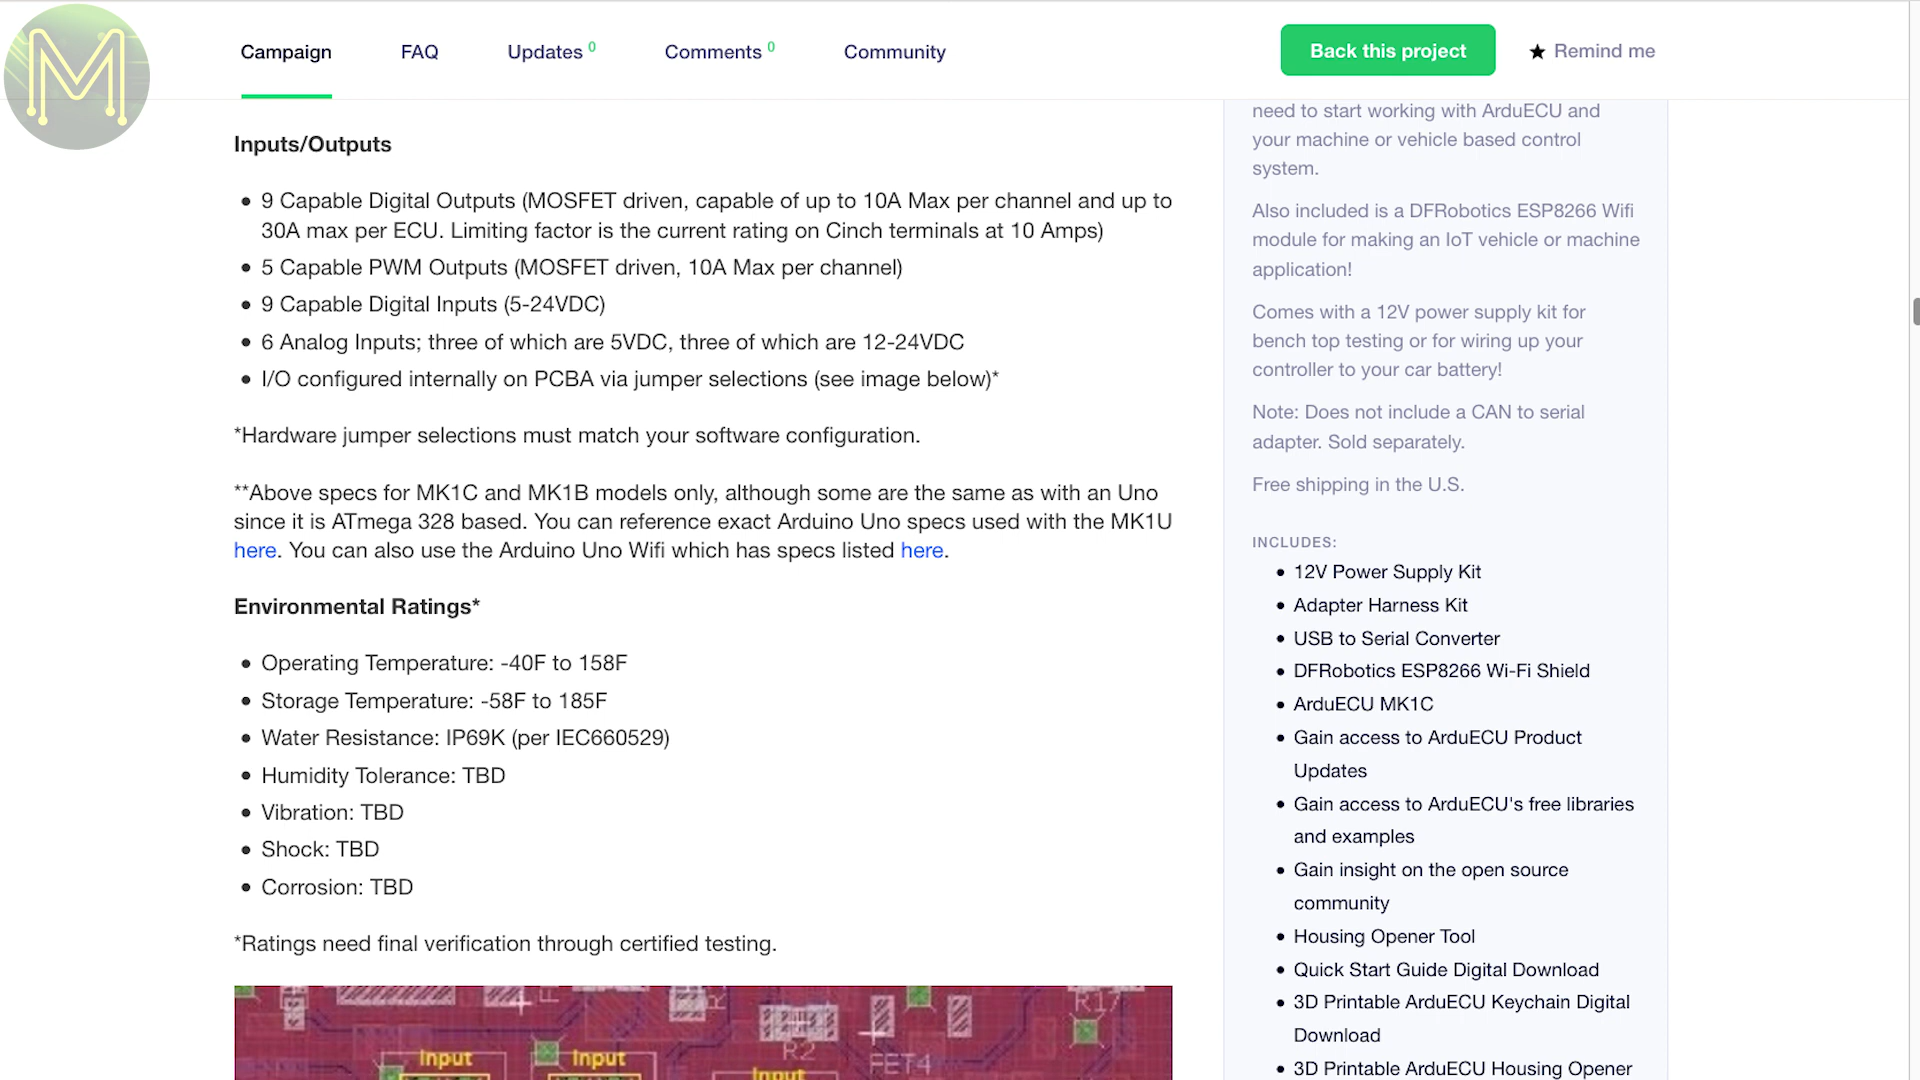 M
Campaign
FAQ
Updates 0
Comments 0
Community
Back this project
★ Remind me
Inputs/Outputs
• 9 Capable Digital Outputs (MOSFET driven, capable of up to 10A Max per channel and up to
30A max per ECU. Limiting factor is the current rating on Cinch terminals at 10 Amps)
• 5 Capable PWM Outputs (MOSFET driven, 10A Max per channel)
• 9 Capable Digital Inputs (5-24VDC)
• 6 Analog Inputs; three of which are 5VDC, three of which are 12-24VDC
• I/O configured internally on PCBA via jumper selections (see image below)*
*Hardware jumper selections must match your software configuration.
**Above specs for MK1C and MK1B models only, although some are the same as with an Uno
since it is ATmega 328 based. You can reference exact Arduino Uno specs used with the MK1U
here. You can also use the Arduino Uno Wifi which has specs listed here.
Environmental Ratings*
• Operating Temperature: -40F to 158F
• Storage Temperature: -58F to 185F
• Water Resistance: IP69K (per IEC660529)
• Humidity Tolerance: TBD
• Vibration: TBD
• Shock: TBD
• Corrosion: TBD
*Ratings need final verification through certified testing.
R17
R2
FET4
Input
Input
Input
need to start working with ArduECU and
your machine or vehicle based control
system.
Also included is a DFRobotics ESP8266 Wifi
module for making an IoT vehicle or machine
application!
Comes with a 12V power supply kit for
bench top testing or for wiring up your
controller to your car battery!
Note: Does not include a CAN to serial
adapter. Sold separately.
Free shipping in the U.S.
INCLUDES:
• 12V Power Supply Kit
• Adapter Harness Kit
• USB to Serial Converter
• DFRobotics ESP8266 Wi-Fi Shield
• ArduECU MK1C
• Gain access to ArduECU Product
Updates
• Gain access to ArduECU's free libraries
and examples
• Gain insight on the open source
community
• Housing Opener Tool
• Quick Start Guide Digital Download
• 3D Printable ArduECU Keychain Digital
Download
• 3D Printable ArduECU Housing Opener